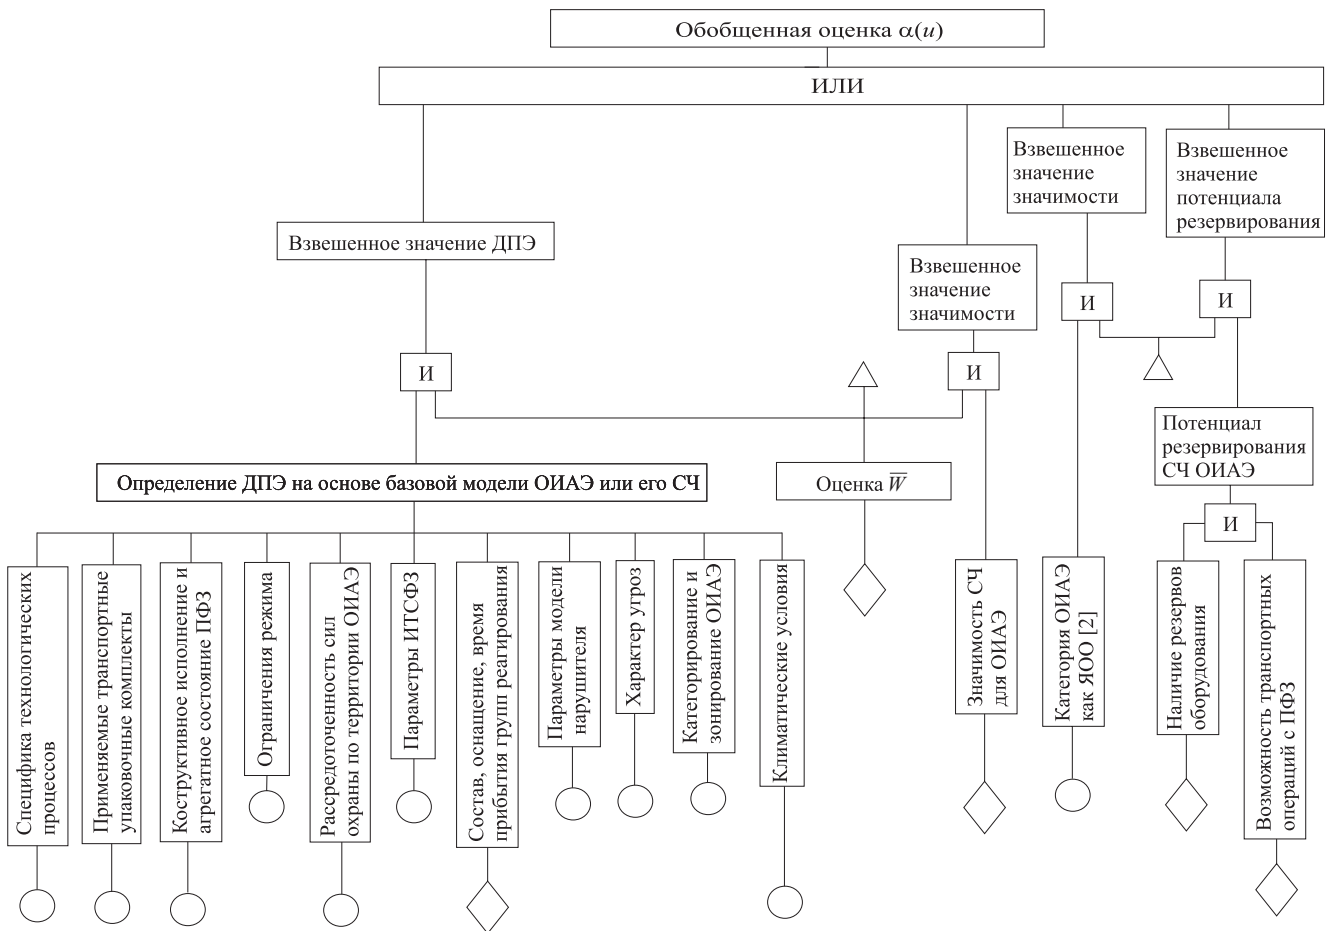 Обобщенная оценка α(u)
ИЛИ
Взвешенное значение ДПЭ
Взвешенное
значение
значимости
Взвешенное
значение
значимости
Взвешенное
значение
потенциала
резервирования
И
И
И
И
Потенциал
резервирования
СЧ ОИАЭ
И
Определение ДПЭ на основе базовой модели ОИАЭ или его СЧ
Оценка W̅
Специфика технологических
процессов
Применяемые транспортные
упаковочные комплекты
Коструктивное исполнение и
агрегатное состояние ПФЗ
Ограничения режима
Рассредоточенность сил
охраны по территории ОИАЭ
Параметры ИТСФЗ
Состав, оснащение, время
прибытия групп реагирования
Параметры модели
нарушителя
Характер угроз
Категорирование и
зонирование ОИАЭ
Климатические условия
Значимость СЧ
для ОИАЭ
Категория ОИАЭ
как ЯОО [2]
Наличие резервов
оборудования
Возможность транспортных
операций с ПФЗ